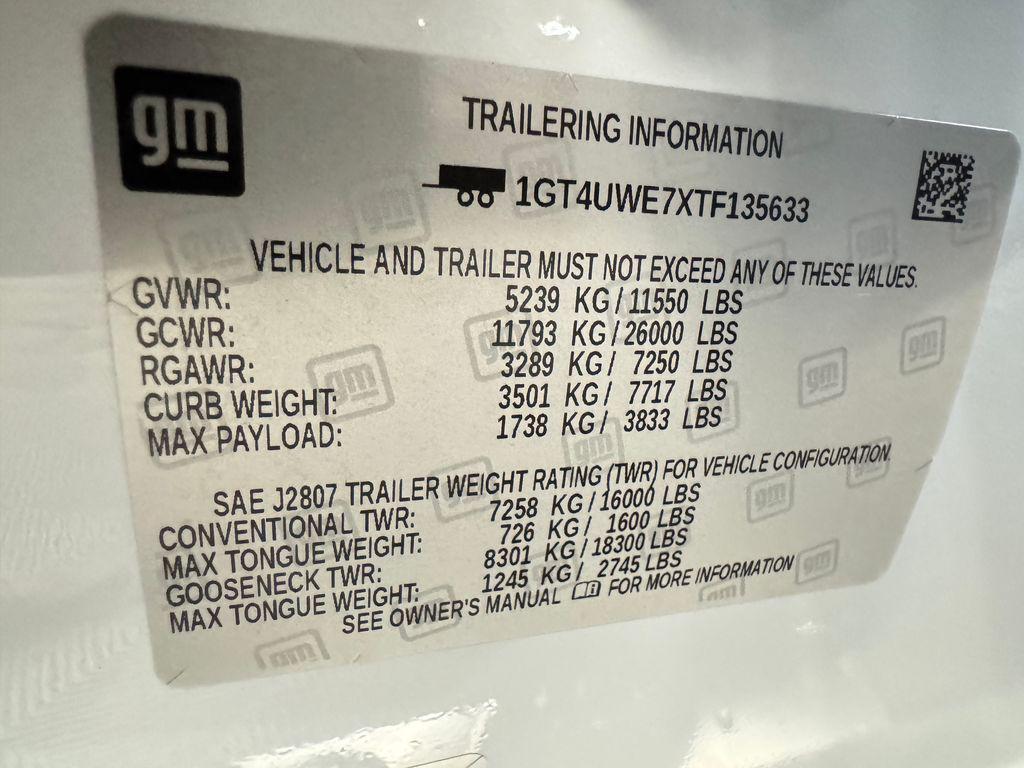 gm
TRAILERING INFORMATION
1GT4UWE7XTF135633
VEHICLE AND TRAILER MUST NOT EXCEED ANY OF THESE VALUES.
GVWR: 5239 KG/11550 LBS
GCWR: 11793 KG/26000 LBS
RGAWR: 3289 KG/ 7250 LBS
CURB WEIGHT: 3501 KG/ 7717 LBS
MAX PAYLOAD: 1738 KG/ 3833 LBS
SAE J2807 TRAILER WEIGHT RATING (TWR) FOR VEHICLE CONFIGURATION.
CONVENTIONAL TWR: 7258 KG/16000 LBS
MAX TONGUE WEIGHT: 726 KG/ 1600 LBS
GOOSENECK TWR: 8301 KG/18300 LBS
MAX TONGUE WEIGHT: 1245 KG/ 2745 LBS
SEE OWNER'S MANUAL FOR MORE INFORMATION